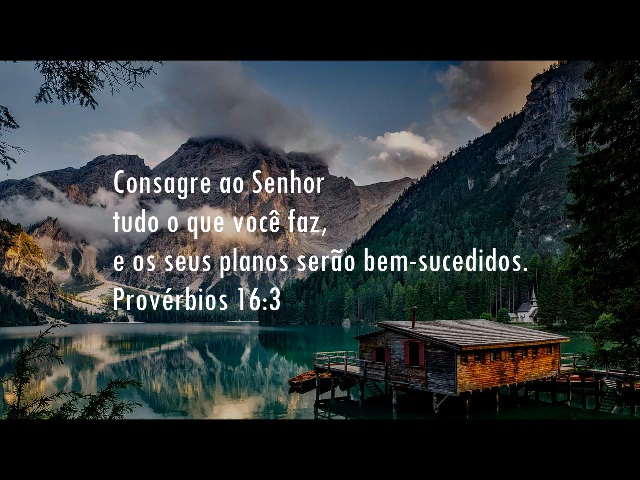 Consagre ao Senhor
tudo o que você faz,
e os seus planos serão bem-sucedidos.
Provérbios 16:3